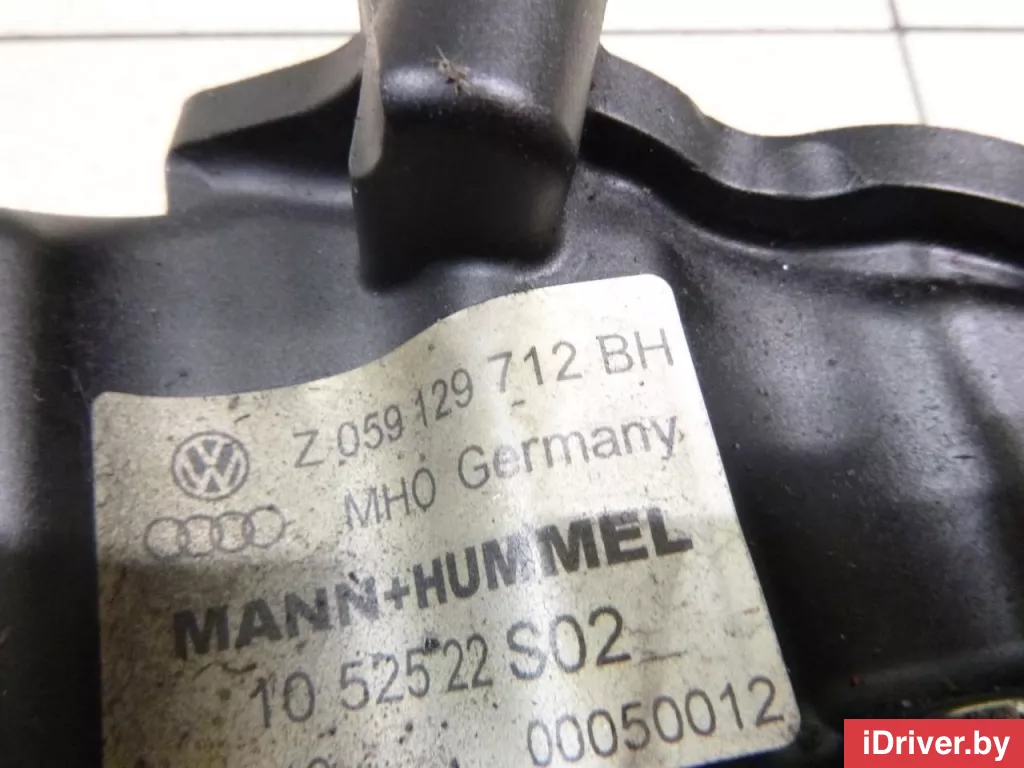 Z 059 129 712 BH
MHO Germany
MANN+HUMMEL
10 525 22 S02
00050012
iDriver.by